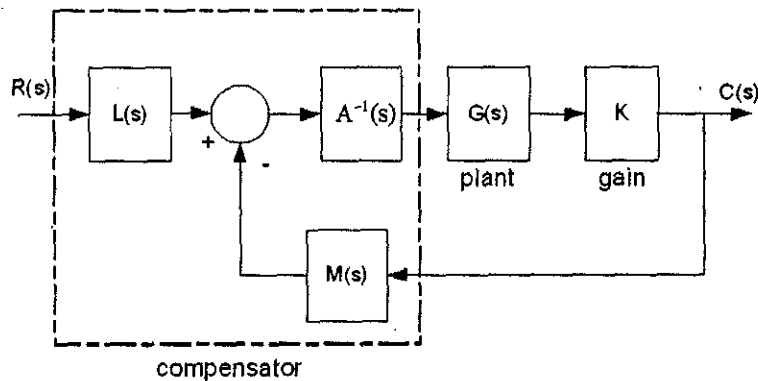 R(s)
L(s)
+
-
A⁻¹(s)
G(s)
K
C(s)
plant
gain
M(s)
compensator